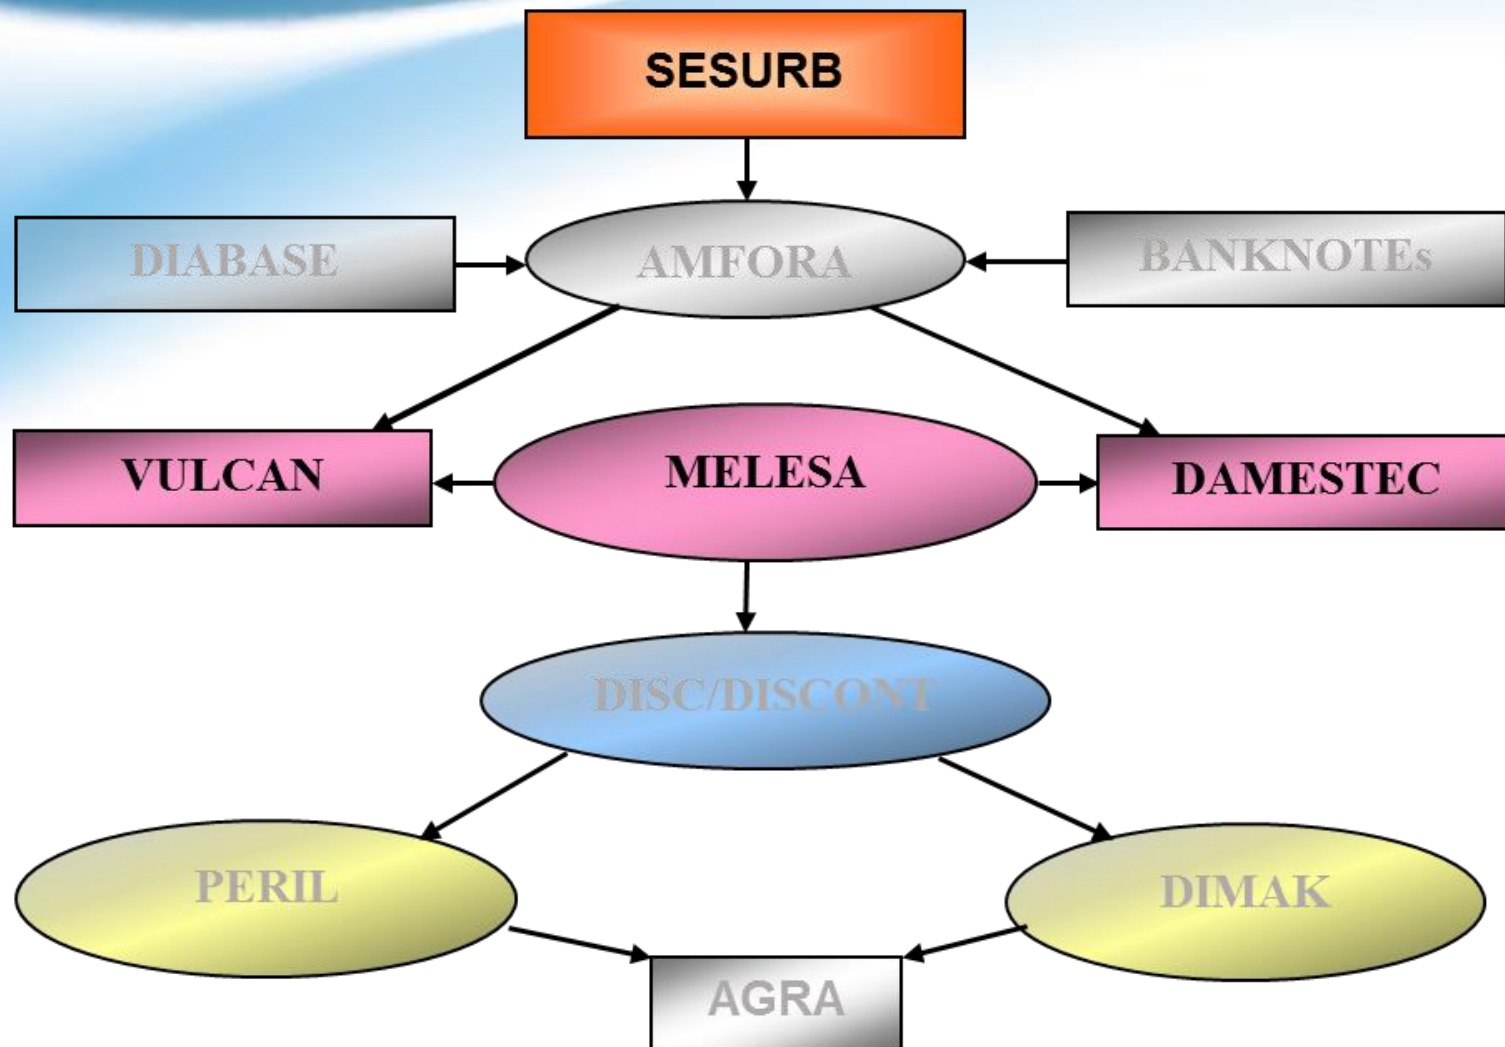 SESURB
DIABASE
AMFORA
BANKNOTEs
VULCAN
MELESA
DAMESTEC
DISC/DISCONT
PERIL
DIMAK
AGRA